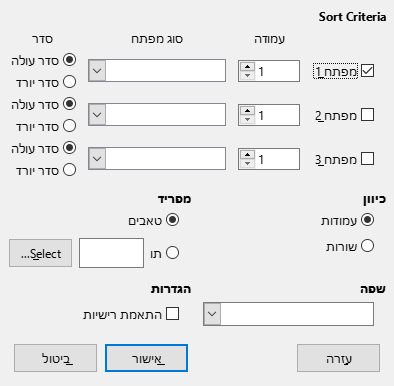 Sort Criteria
עמודה סוג מפתח סדר
מפתח 1 1 סדר עולה
סדר יורד
מפתח 2 1 סדר עולה
סדר יורד
מפתח 3 1 סדר עולה
סדר יורד
כיוון מפריד
עמודות טאבים
שורות תו Select...
שפה הגדרות
התאמת רישיות
עזרה אישור ביטול